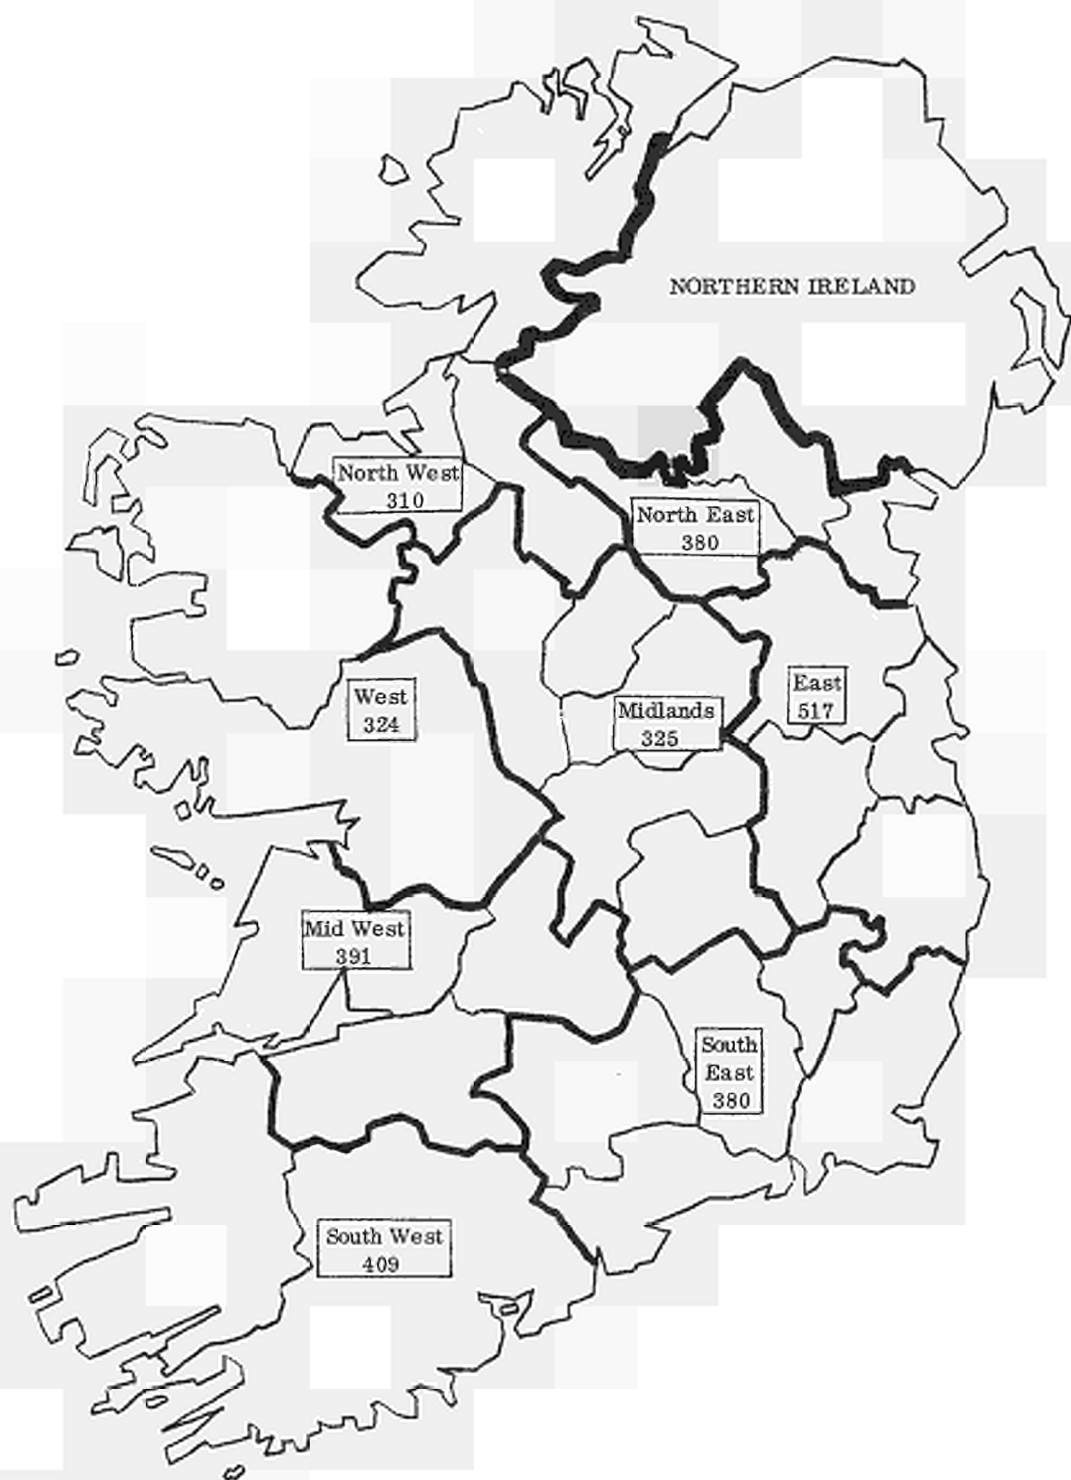 NORTHERN IRELAND
North West
310
North East
380
West
324
Midlands
325
East
517
Mid West
391
South
East
380
South West
409